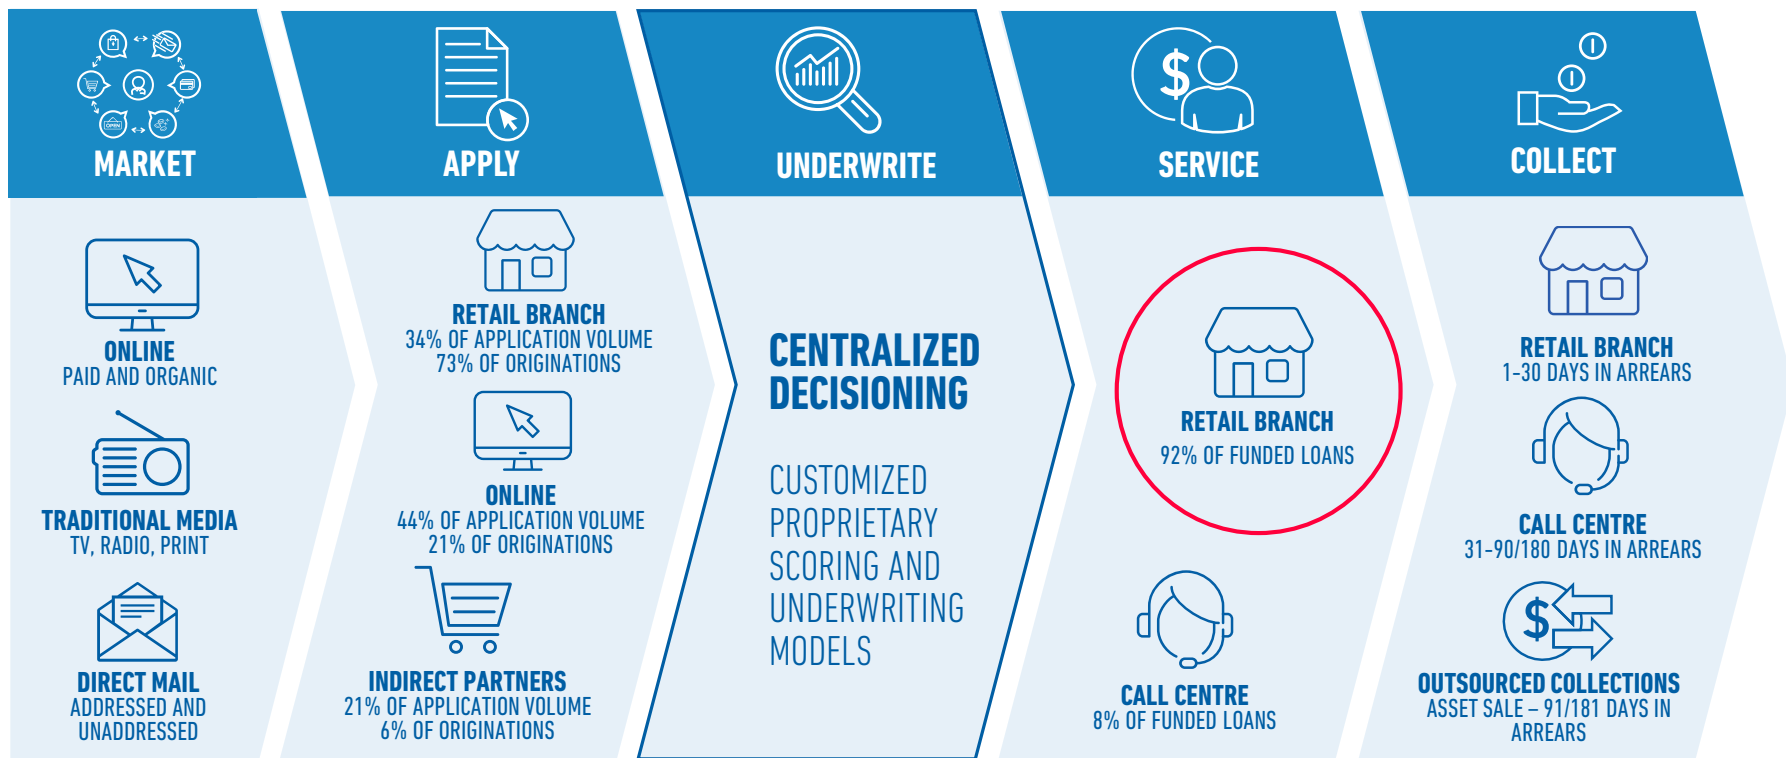 MARKET
ONLINE
PAID AND ORGANIC
TRADITIONAL MEDIA
TV, RADIO, PRINT
DIRECT MAIL
ADDRESSED AND
UNADDRESSED
APPLY
RETAIL BRANCH
34% OF APPLICATION VOLUME
73% OF ORIGINATIONS
ONLINE
44% OF APPLICATION VOLUME
21% OF ORIGINATIONS
INDIRECT PARTNERS
21% OF APPLICATION VOLUME
6% OF ORIGINATIONS
UNDERWRITE
CENTRALIZED
DECISIONING
CUSTOMIZED
PROPRIETARY
SCORING AND
UNDERWRITING
MODELS
SERVICE
RETAIL BRANCH
92% OF FUNDED LOANS
CALL CENTRE
8% OF FUNDED LOANS
COLLECT
RETAIL BRANCH
1-30 DAYS IN ARREARS
CALL CENTRE
31-90/180 DAYS IN ARREARS
OUTSOURCED COLLECTIONS
ASSET SALE – 91/181 DAYS IN
ARREARS
OPEN
$
$